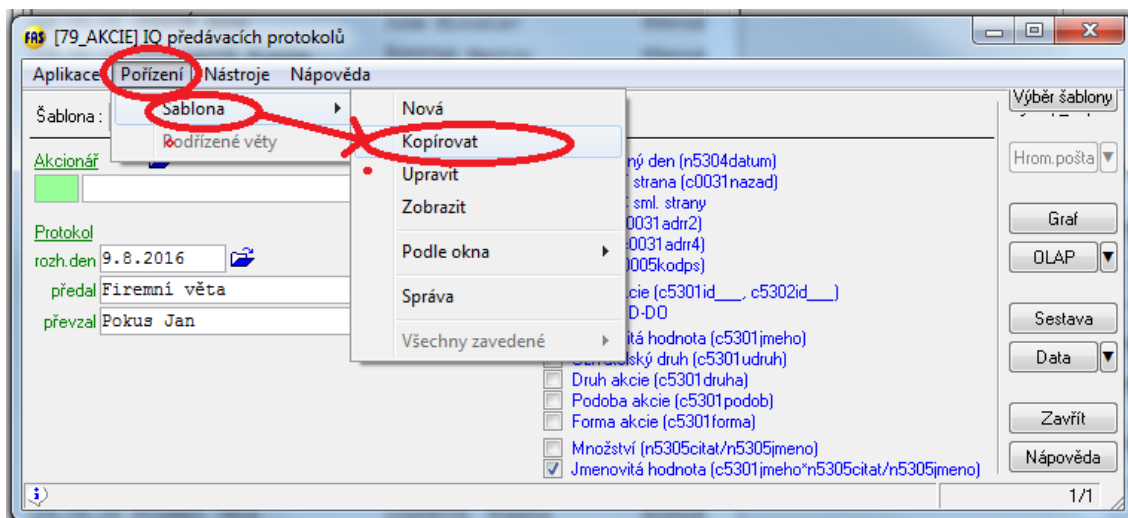 FAS [79_AKCIE] IQ předávacích protokolů
Aplikace Pořízení Nástroje Nápověda
Šablona :
Šablona
Podřízené věty
Nová
Kopírovat
Upravit
Zobrazit
Podle okna
Správa
Všechny zavedené
Akcionář
Protokol
rozh.den 9.8.2016
předal Firemní věta
převzal Pokus Jan
ný den (n5304datum)
strana (c0031nazad)
sml. strany
0031adrr2)
0031adrr4)
0005kodps)
cie (c5301id___, c5302id___)
D-DO
itá hodnota (c5301jmeho)
ský druh (c5301udruh)
Druh akcie (c5301druha)
Podoba akcie (c5301podob)
Forma akcie (c5301forma)
Množství (n5305citat/n5305jmeno)
Jmenovitá hodnota (c5301jmeho*n5305citat/n5305jmeno)
Výběr šablony
Hrom.pošta
Graf
OLAP
Sestava
Data
Zavřít
Nápověda
1/1